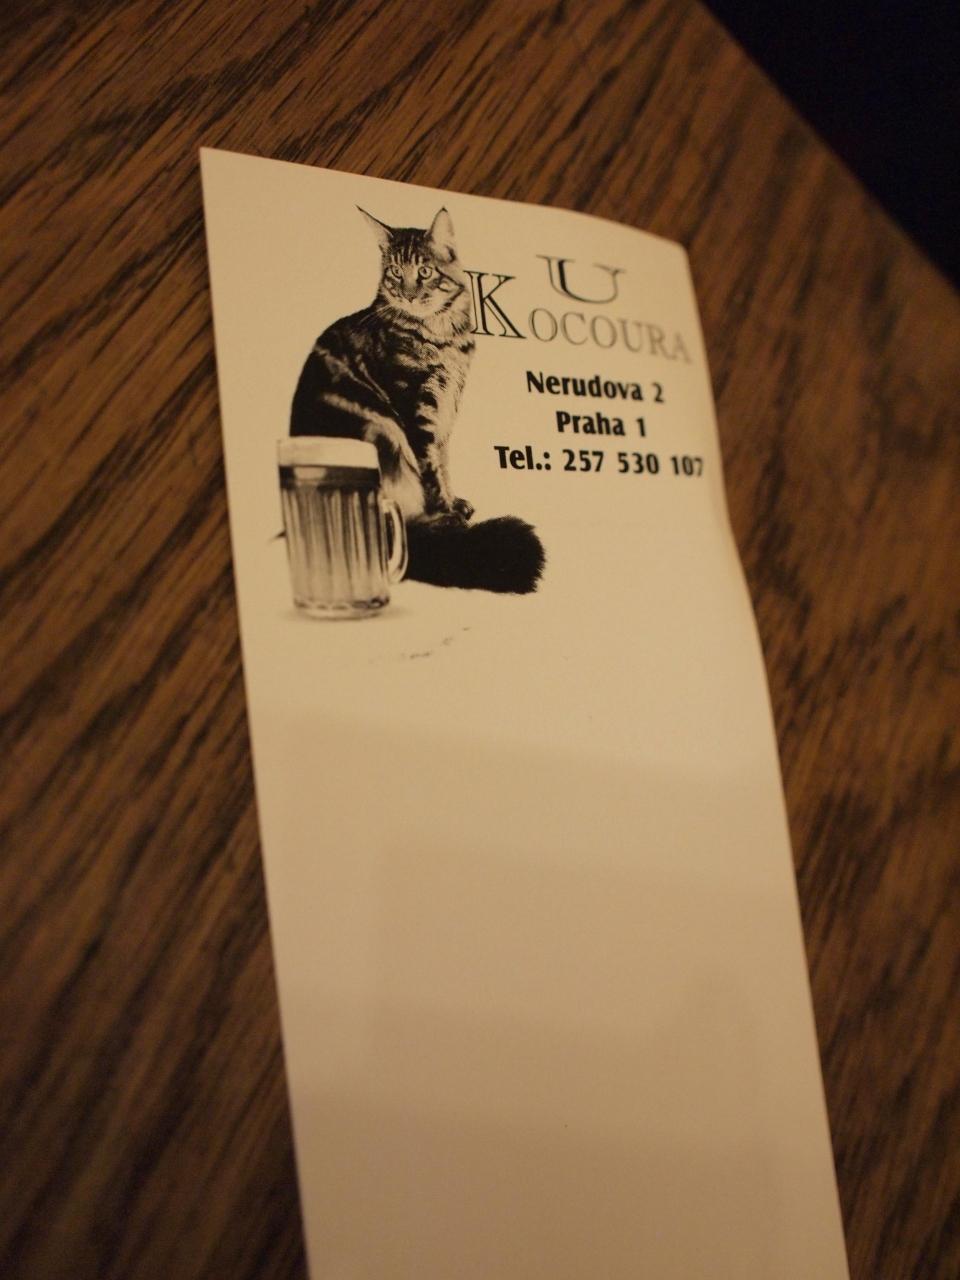 U
KOCOURA
Nerudova 2
Praha 1
Tel.: 257 530 107